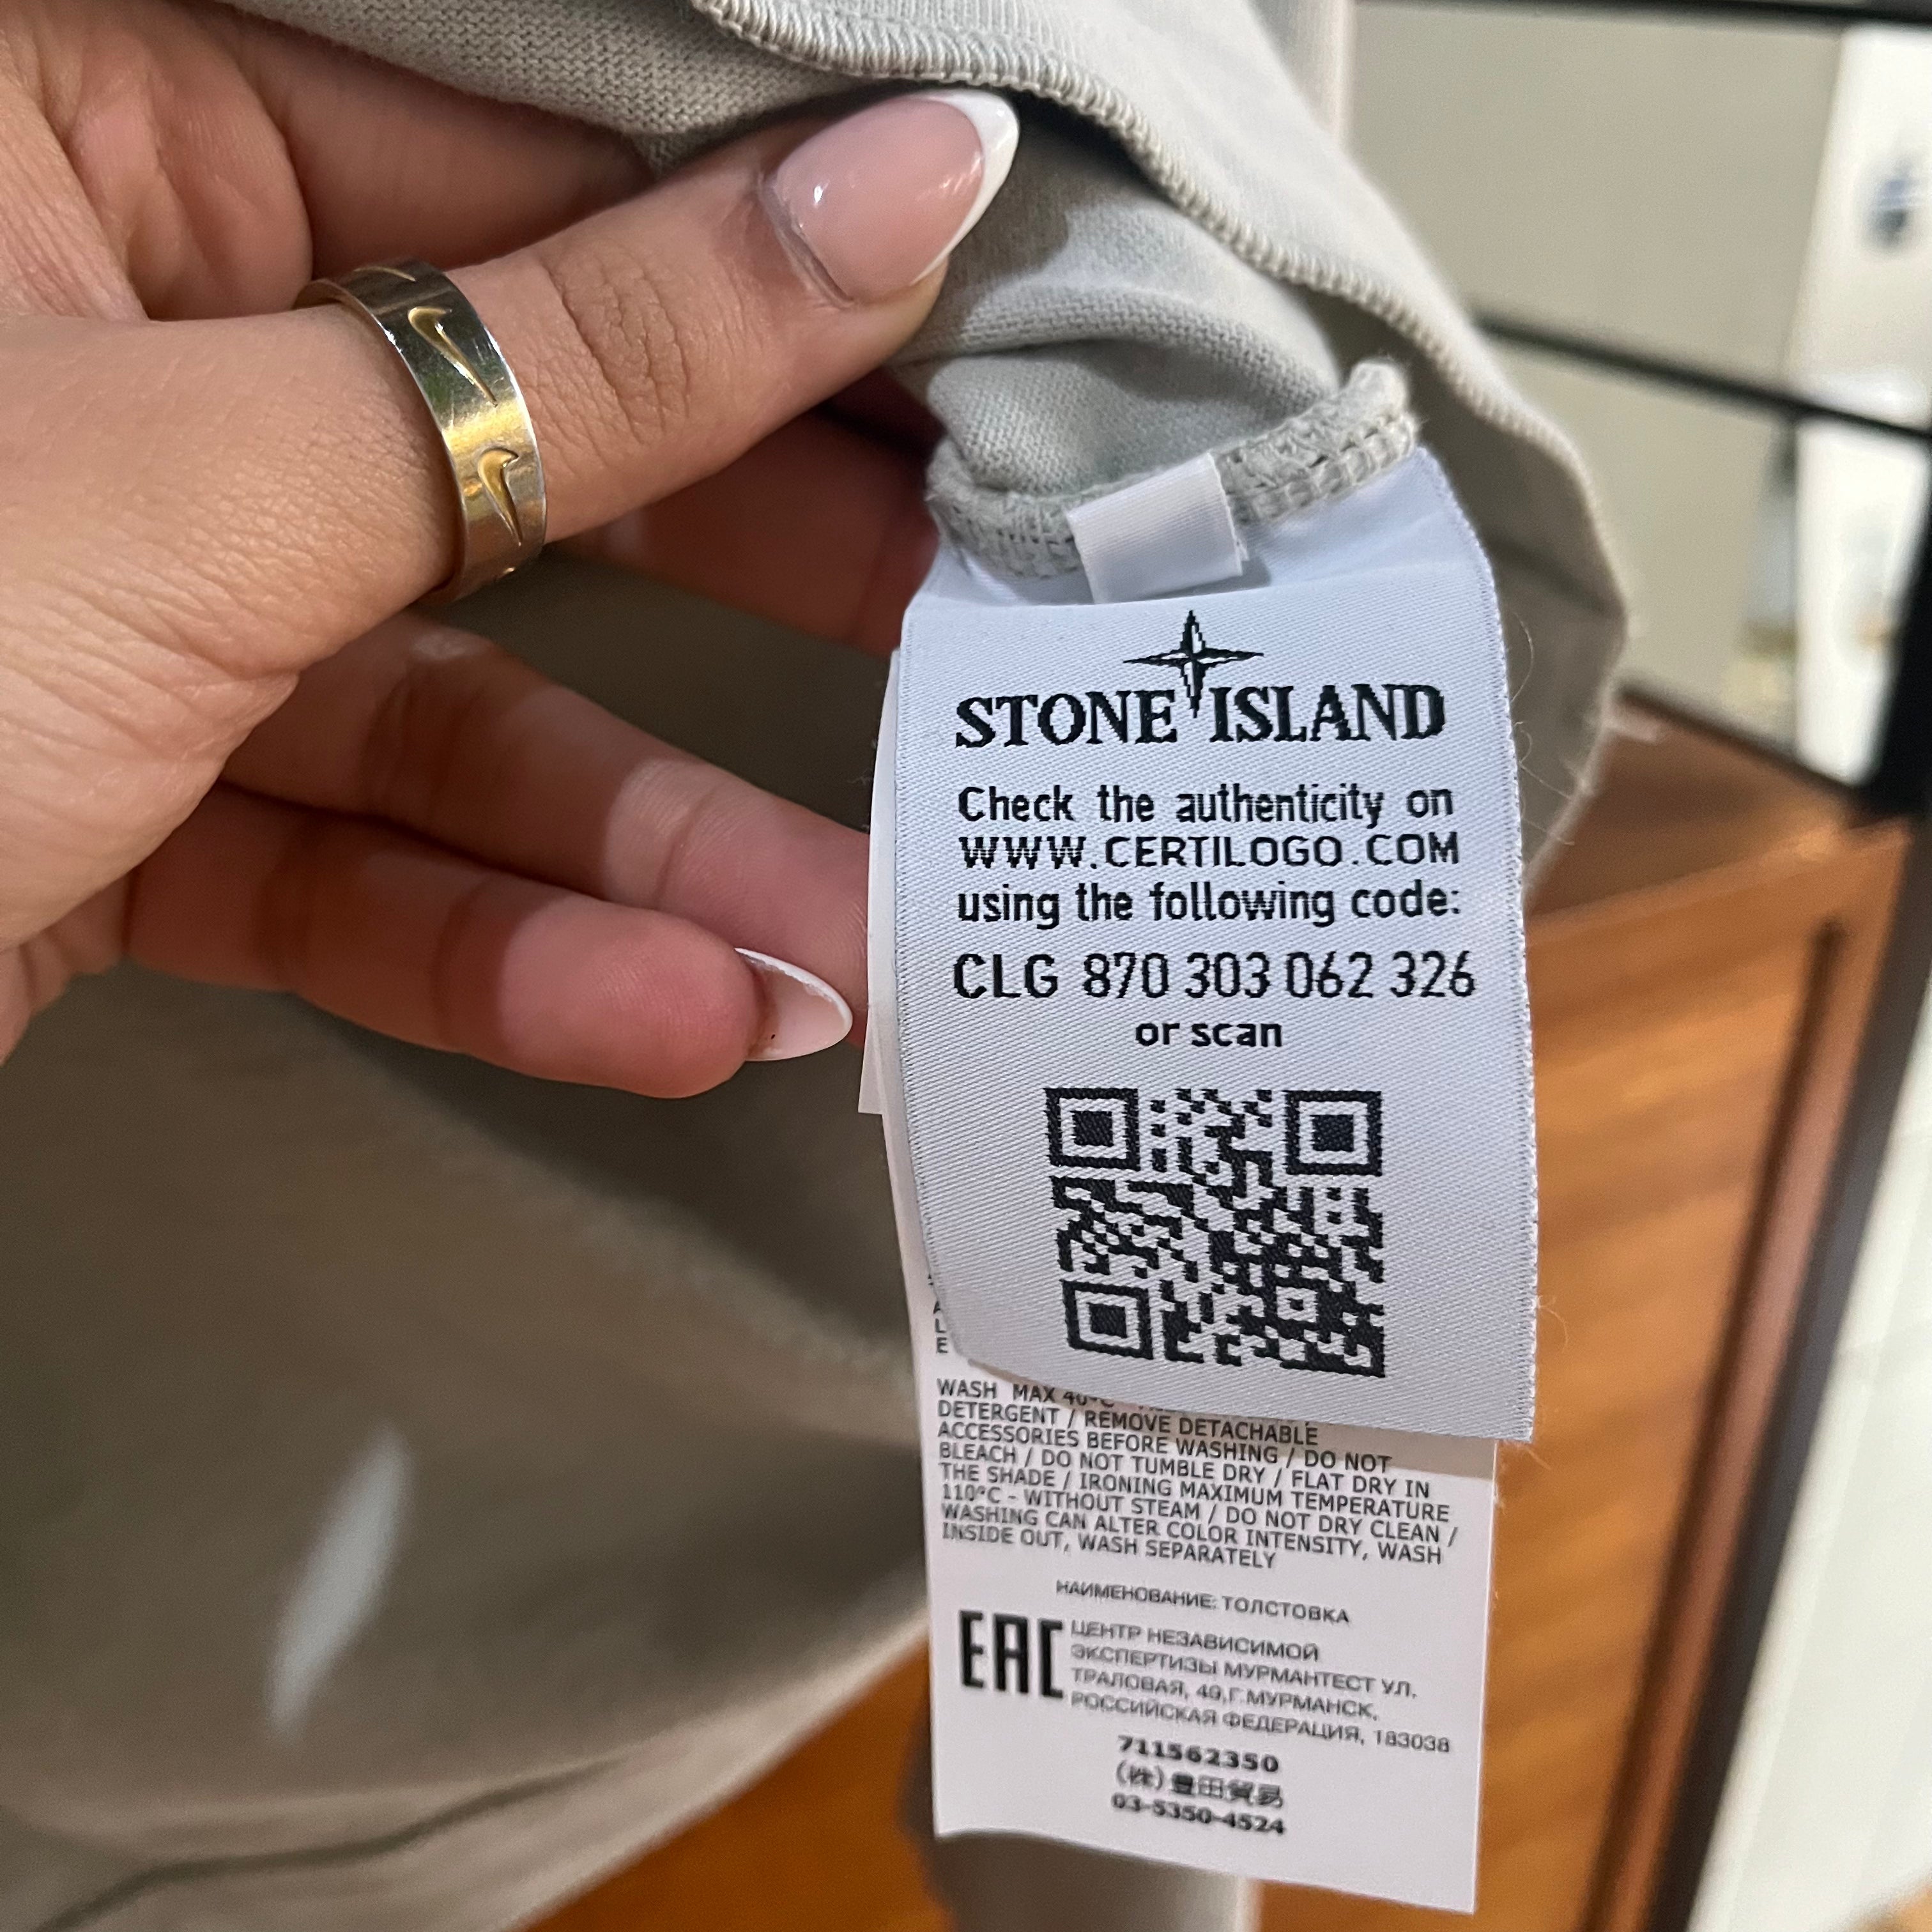 STONE ISLAND
Check the authenticity on
WWW.CERTILOGO.COM
using the following code:
CLG 870 303 062 326
or scan
A
L
E
WASH MAX 40°C
DETERGENT / REMOVE DETACHABLE
ACCESSORIES BEFORE WASHING / DO NOT
BLEACH / DO NOT TUMBLE DRY / FLAT DRY IN
THE SHADE / IRONING MAXIMUM TEMPERATURE
110°C - WITHOUT STEAM / DO NOT DRY CLEAN /
WASHING CAN ALTER COLOR INTENSITY, WASH
INSIDE OUT, WASH SEPARATELY
НАИМЕНОВАНИЕ: ТОЛСТОВКА
EAC
ЦЕНТР НЕЗАВИСИМОЙ
ЭКСПЕРТИЗЫ МУРМАНТЕСТ УЛ.
ТРАЛОВАЯ, 49,Г.МУРМАНСК,
РОССИЙСКАЯ ФЕДЕРАЦИЯ, 183038
711562350
(株)豊田貿易
03-5350-4524